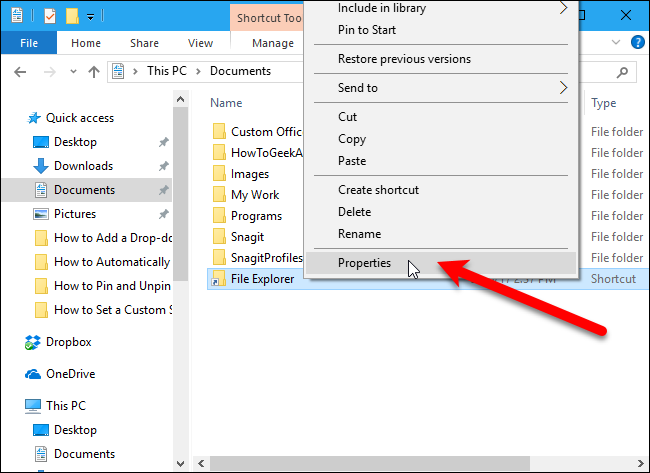 Shortcut Too
File
Manage
Include in library
Pin to Start
Restore previous versions
Send to
Cut
Copy
Paste
Create shortcut
Delete
Rename
Properties
This PC > Documents
Name
Type
Quick access
Desktop
Downloads
Documents
Pictures
How to Add a Drop-do
How to Automatically
How to Pin and Unpin
How to Set a Custom S
Dropbox
OneDrive
This PC
Desktop
Documents
Custom Office
File folder
HowToGeekA
File folder
Images
File folder
My Work
File folder
Programs
File folder
Snagit
File folder
SnagitProfiles
File folder
File Explorer
Shortcut